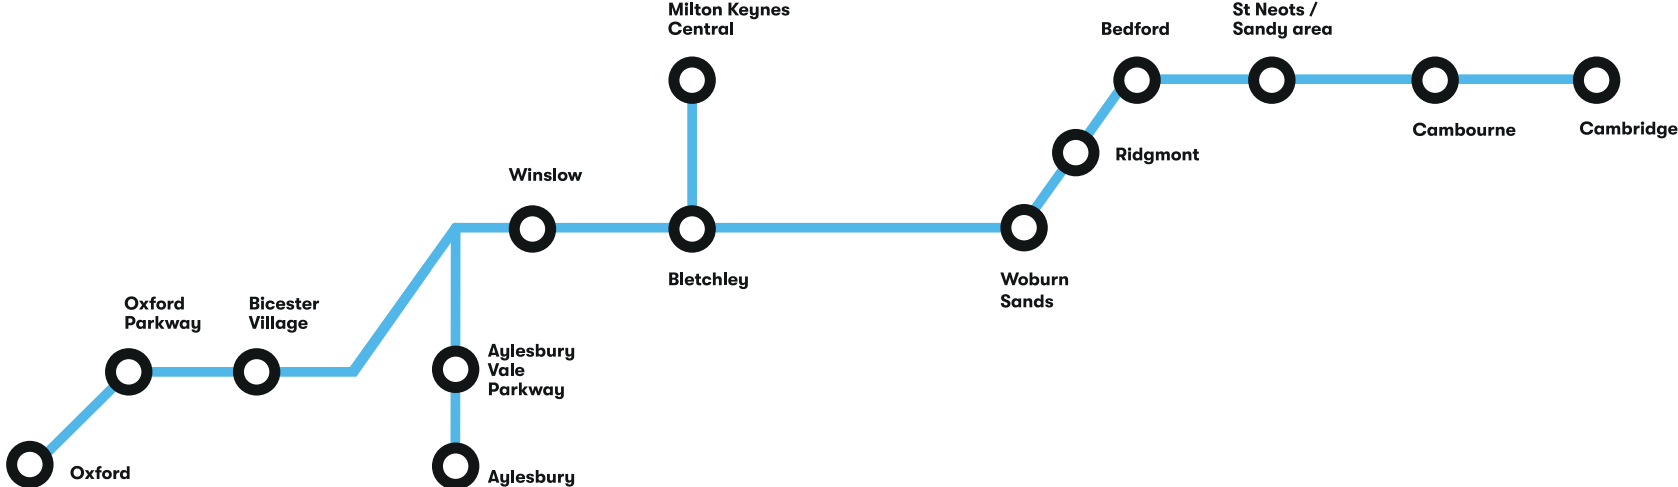 Milton Keynes
Central
Bedford
St Neots /
Sandy area
Cambourne
Cambridge
Ridgmont
Winslow
Bletchley
Woburn
Sands
Oxford
Parkway
Bicester
Village
Aylesbury
Vale
Parkway
Oxford
Aylesbury